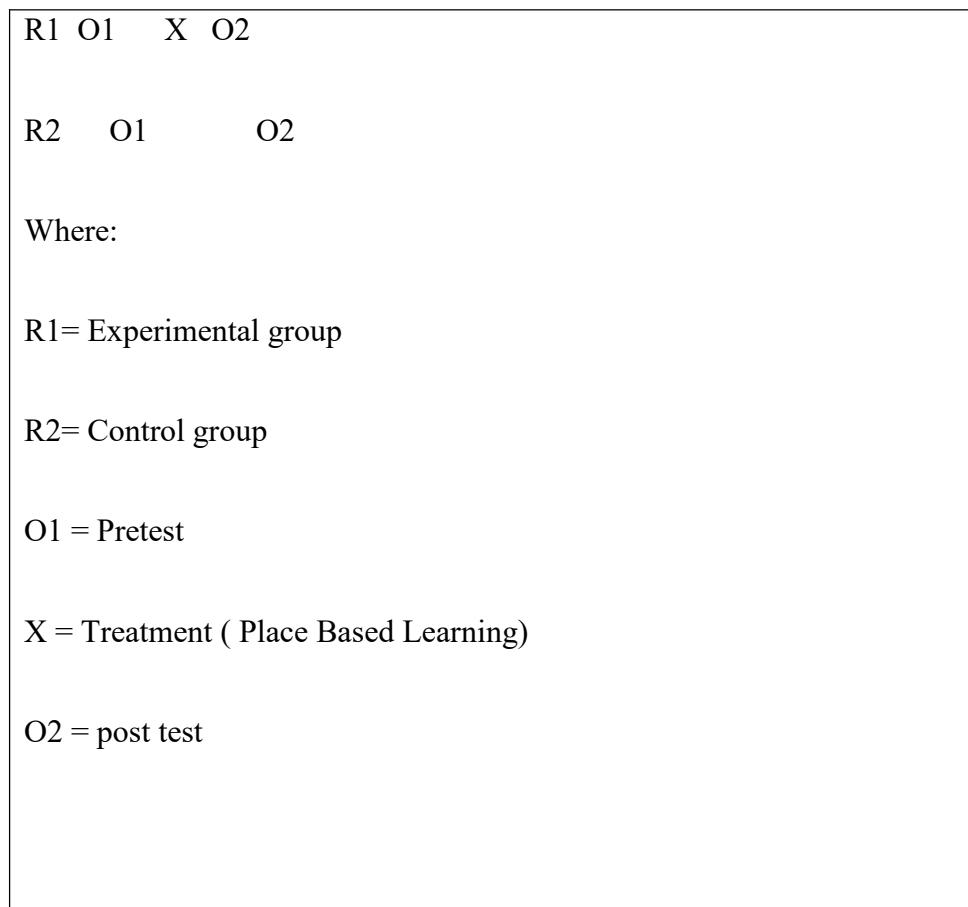 R1 O1 X O2
R2 O1 O2
Where:
R1= Experimental group
R2= Control group
O1 = Pretest
X = Treatment ( Place Based Learning)
O2 = post test